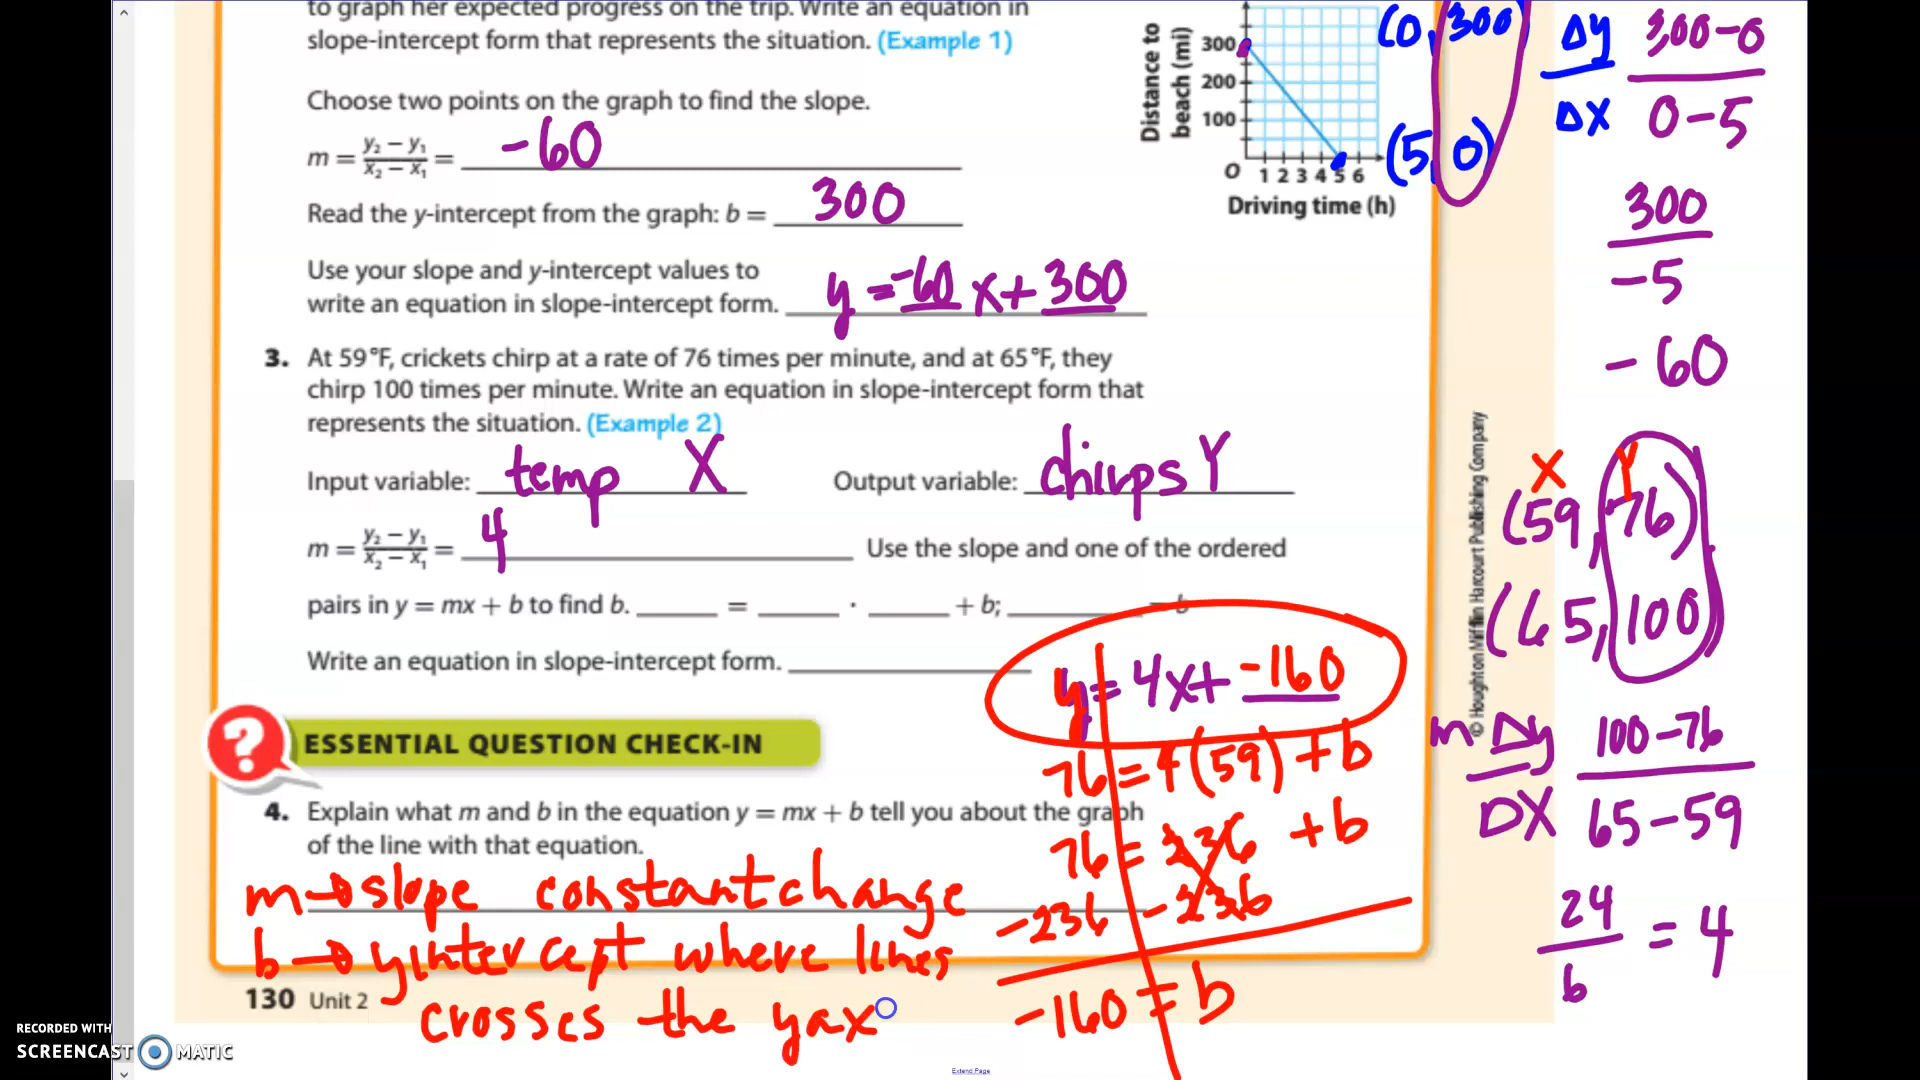 to graph her expected progress on the trip. Write an equation in
slope-intercept form that represents the situation. (Example 1)
Choose two points on the graph to find the slope.
m = y₂ − y₁ / x₂ − x₁ = -60
Read the y-intercept from the graph: b = 300
Use your slope and y-intercept values to
write an equation in slope-intercept form. y = -60 x + 300
Distance to
beach (mi)
300
200
100
O 1 2 3 4 5 6
Driving time (h)
(0, 300)
(5, 0)
Δy 300-0
ΔX 0-5
300
-5
-60
3. At 59°F, crickets chirp at a rate of 76 times per minute, and at 65°F, they
chirp 100 times per minute. Write an equation in slope-intercept form that
represents the situation. (Example 2)
Input variable: temp X Output variable: chirps Y
m = y₂ − y₁ / x₂ − x₁ = 4 Use the slope and one of the ordered
pairs in y = mx + b to find b. ____ = ____ · ____ + b; ____ = b
Write an equation in slope-intercept form. ____
y = 4x + -160
76 = 4(59) + b
76 = 236 + b
-236 -236
-160 = b
X Y
(59, 76)
(65, 100)
m Δy 100-76
DX 65-59
24
6
= 4
© Houghton Mifflin Harcourt Publishing Company
?
ESSENTIAL QUESTION CHECK-IN
4. Explain what m and b in the equation y = mx + b tell you about the graph
of the line with that equation.
m → slope constant change
b → y intercept where lines
crosses the y ax
130 Unit 2
RECORDED WITH
SCREENCAST MATIC
Extend Page